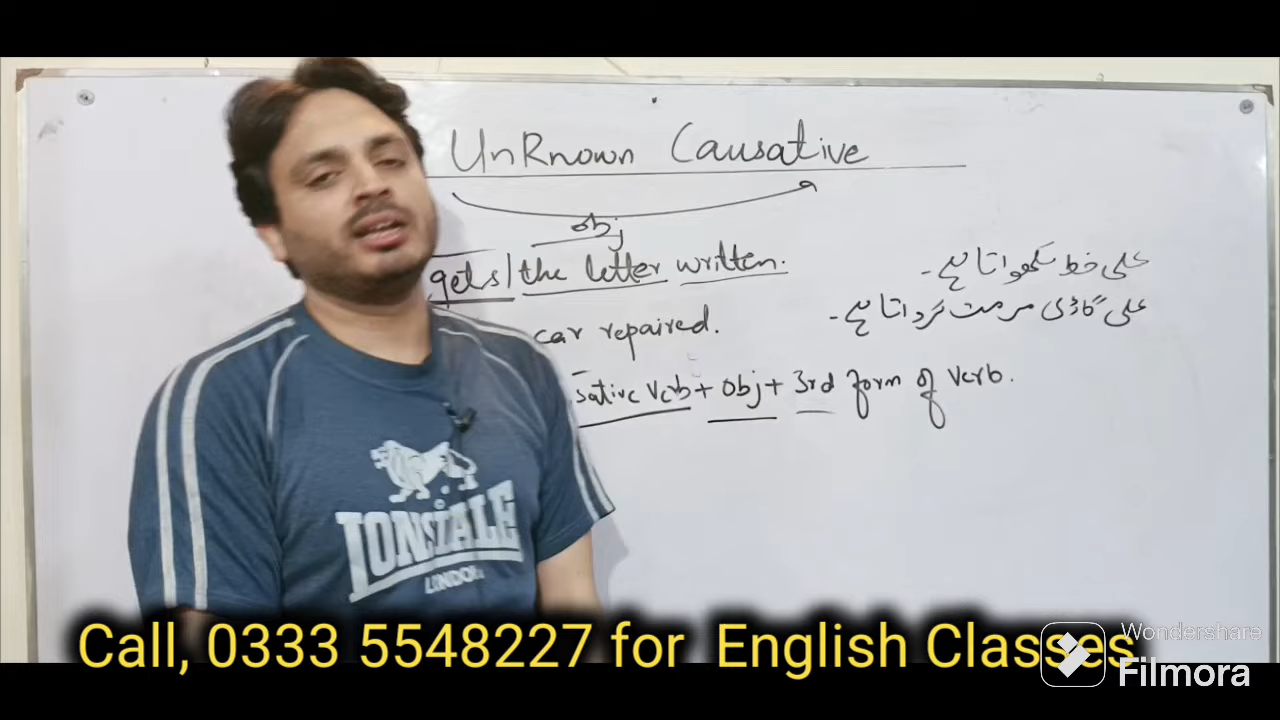 UnKnown Causative
obj
gets/the letter written. علی خط لکھواتا ہے۔
car repaired. علی گاڑی مرمت کرواتا ہے۔
sative Verb + obj + 3rd form of Verb.
LONSDALE
LONDON
Call, 0333 5548227 for English Classes
Wondershare
Filmora